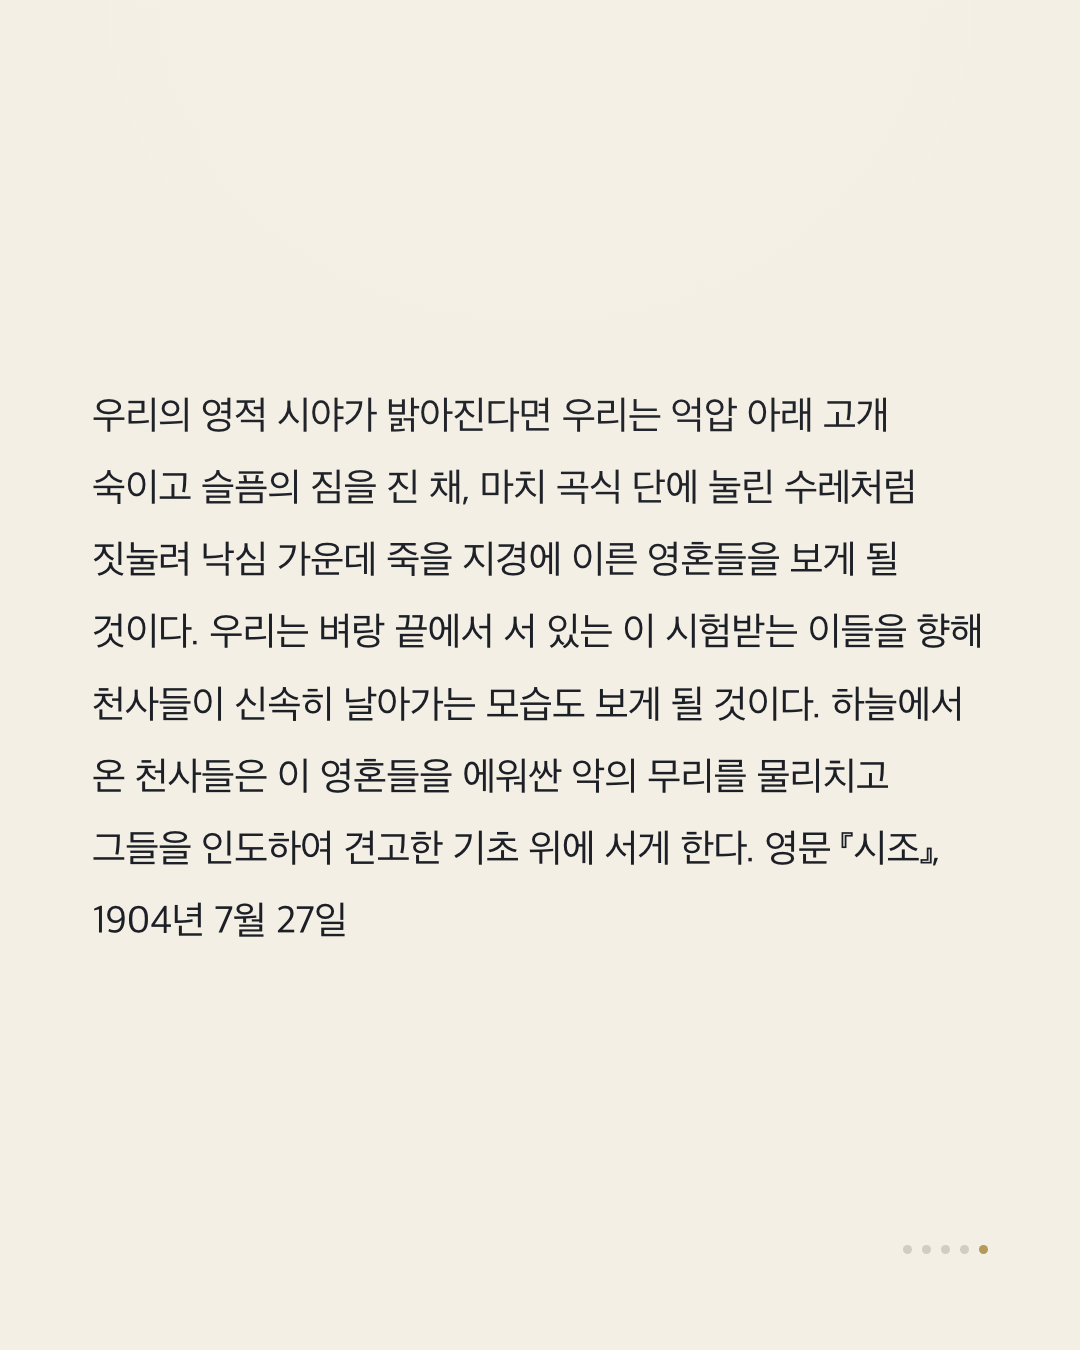 우리의 영적 시야가 밝아진다면 우리는 억압 아래 고개
숙이고 슬픔의 짐을 진 채, 마치 곡식 단에 눌린 수레처럼
짓눌려 낙심 가운데 죽을 지경에 이른 영혼들을 보게 될
것이다. 우리는 벼랑 끝에서 서 있는 이 시험받는 이들을 향해
천사들이 신속히 날아가는 모습도 보게 될 것이다. 하늘에서
온 천사들은 이 영혼들을 에워싼 악의 무리를 물리치고
그들을 인도하여 견고한 기초 위에 서게 한다. 영문 『시조』,
1904년 7월 27일